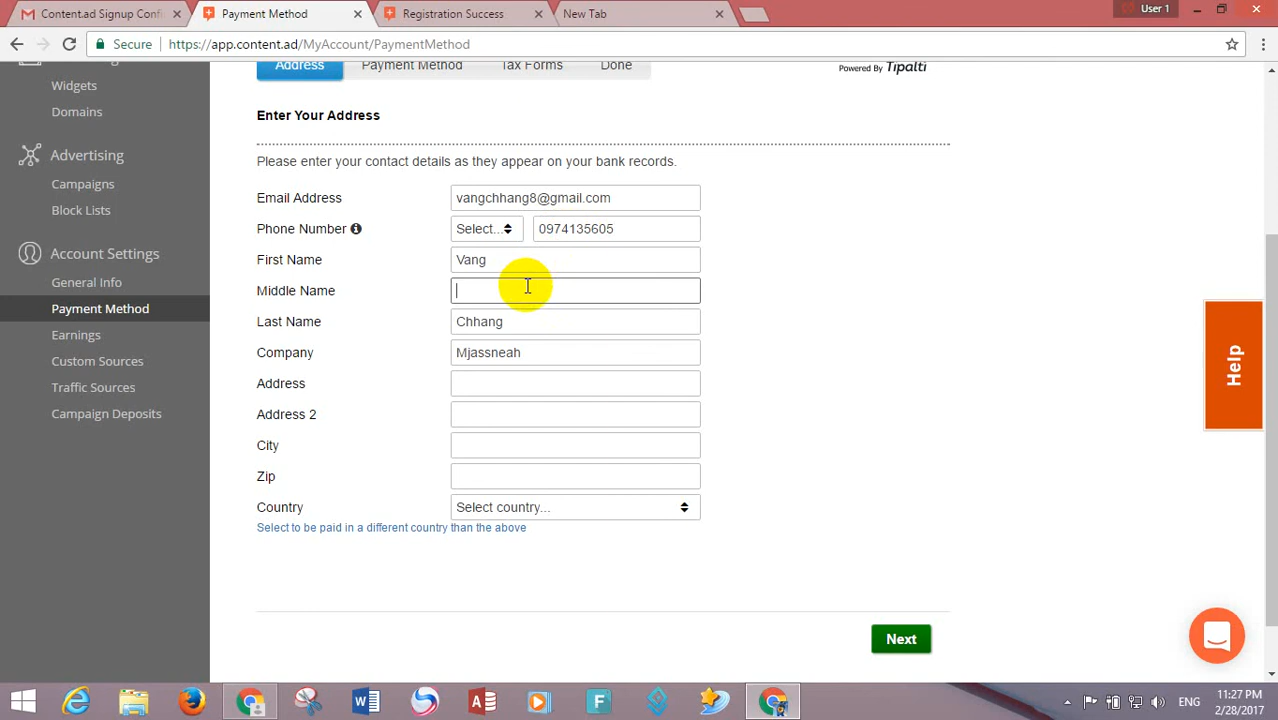 Content.ad Signup Confi
Payment Method
Registration Success
New Tab
User 1
Secure
https://app.content.ad/MyAccount/PaymentMethod
Address
Payment Method
Tax Forms
Done
Powered By Tipalti
Widgets
Domains
Advertising
Campaigns
Block Lists
Account Settings
General Info
Payment Method
Earnings
Custom Sources
Traffic Sources
Campaign Deposits
Enter Your Address
Please enter your contact details as they appear on your bank records.
Email Address vangchhang8@gmail.com
Phone Number Select... 0974135605
First Name Vang
Middle Name
Last Name Chhang
Company Mjassneah
Address
Address 2
City
Zip
Country Select country...
Select to be paid in a different country than the above
Next
Help
ENG
11:27 PM
2/28/2017